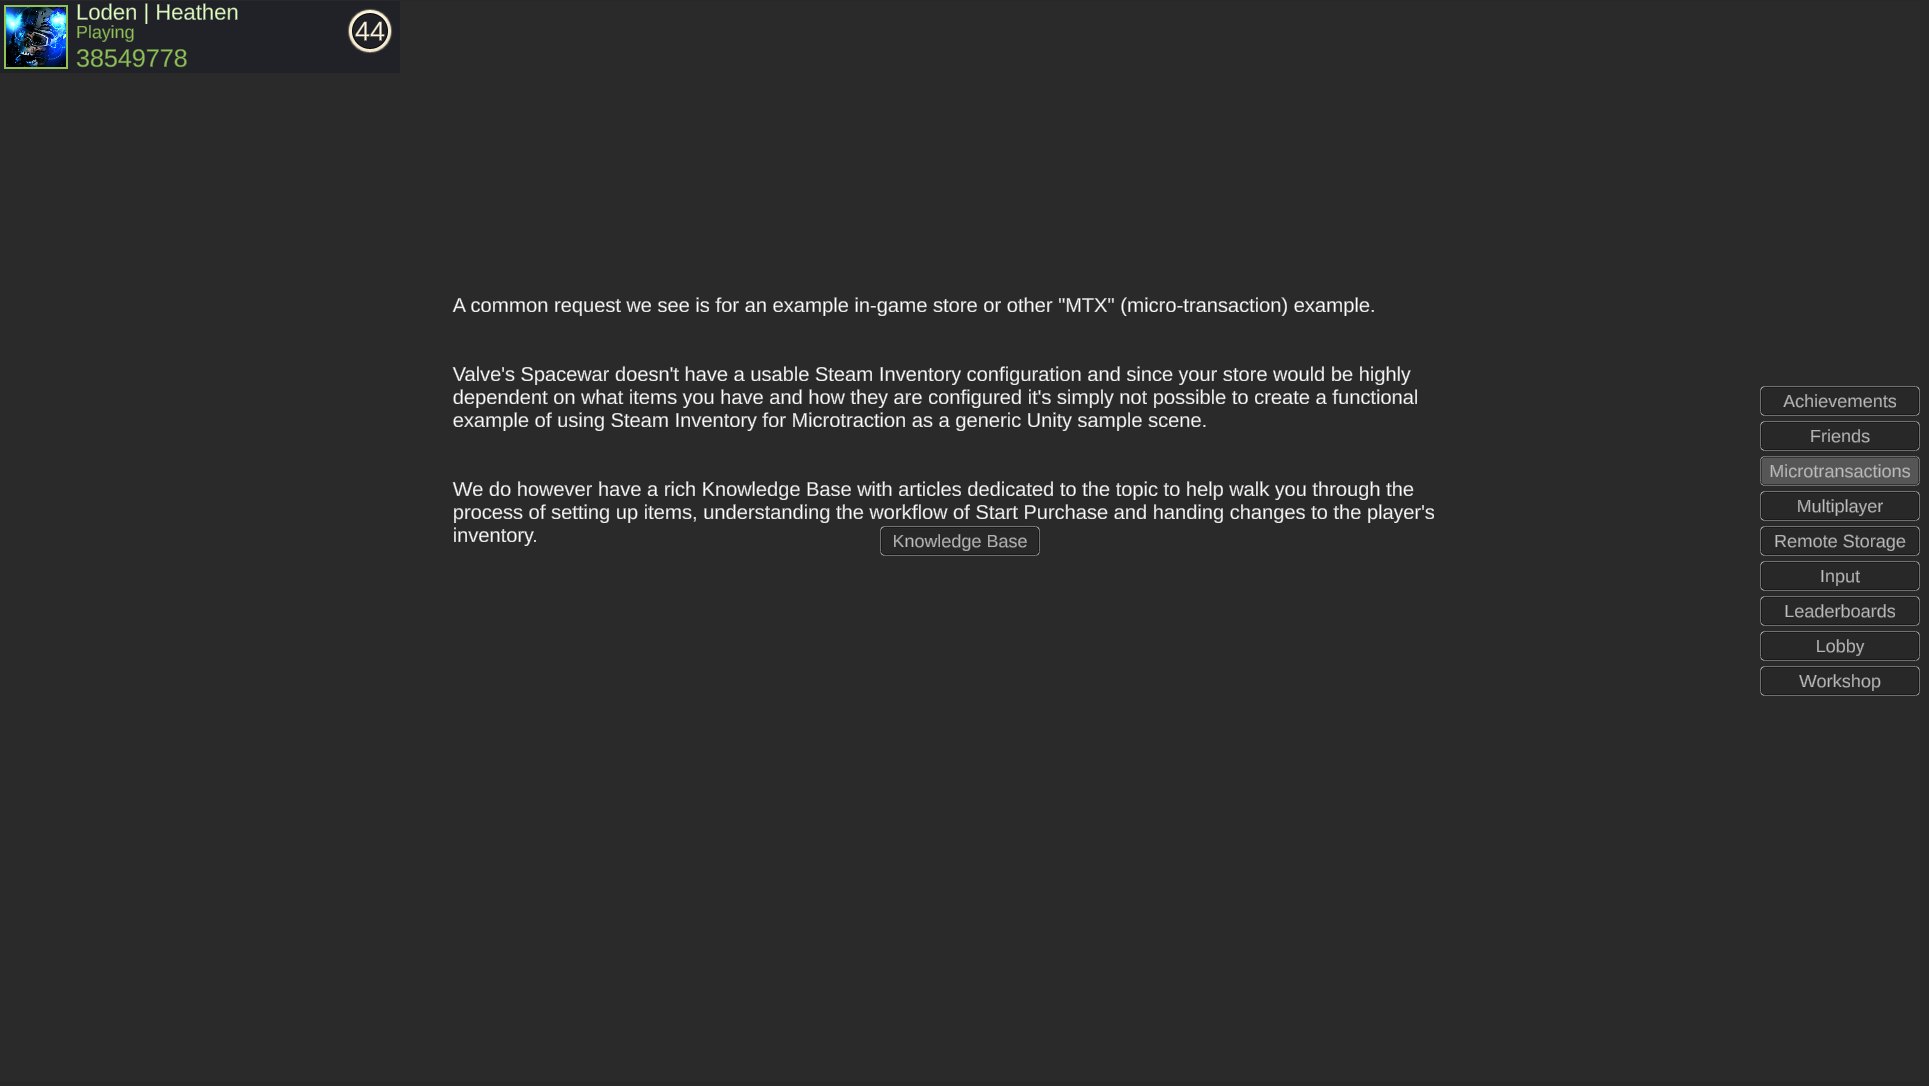 Loden | Heathen
Playing
38549778
44
A common request we see is for an example in-game store or other "MTX" (micro-transaction) example.
Valve's Spacewar doesn't have a usable Steam Inventory configuration and since your store would be highly
dependent on what items you have and how they are configured it's simply not possible to create a functional
example of using Steam Inventory for Microtraction as a generic Unity sample scene.
We do however have a rich Knowledge Base with articles dedicated to the topic to help walk you through the
process of setting up items, understanding the workflow of Start Purchase and handing changes to the player's
inventory.
Knowledge Base
Achievements
Friends
Microtransactions
Multiplayer
Remote Storage
Input
Leaderboards
Lobby
Workshop